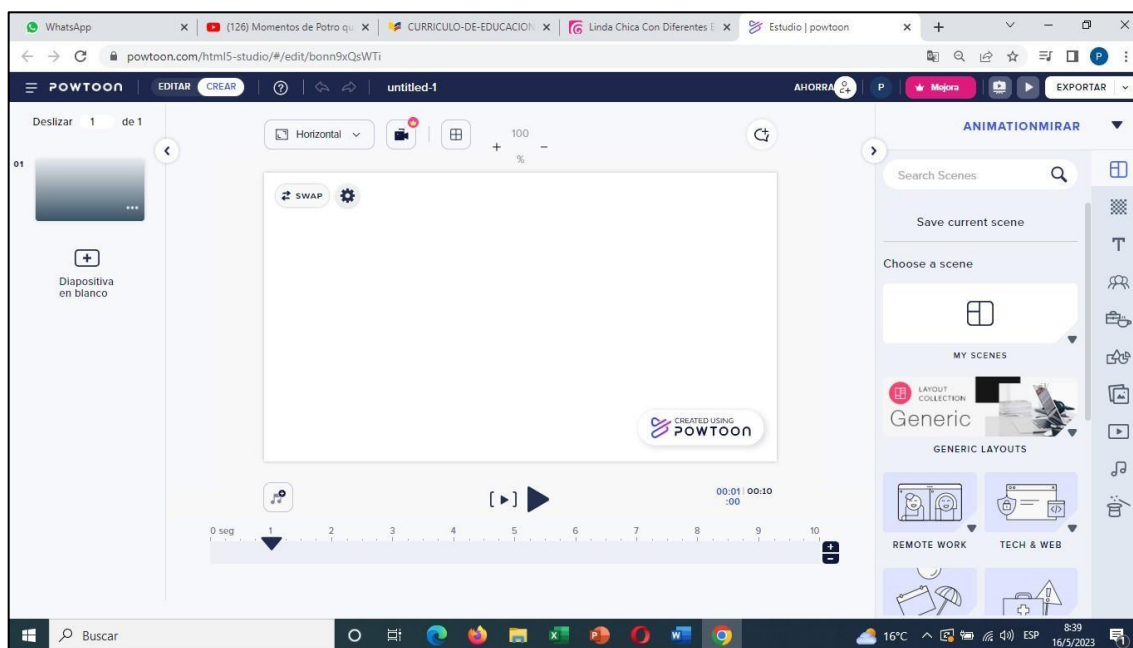 WhatsApp
(126) Momentos de Potro qu
CURRICULO-DE-EDUCACION
Linda Chica Con Diferentes E
Estudio | powtoon
powtoon.com/html5-studio/#/edit/bonn9xQsWTi
P
POWTOON
EDITAR
CREAR
untitled-1
AHORRA
P
Mejora
EXPORTAR
Deslizar 1 de 1
01
Diapositiva
en blanco
Horizontal
+ 100 -
%
SWAP
CREATED USING
POWTOON
00:01 00:10
:00
0 seg 1 2 3 4 5 6 7 8 9 10
ANIMATIONMIRAR
Search Scenes
Save current scene
Choose a scene
MY SCENES
LAYOUT
COLLECTION
Generic
GENERIC LAYOUTS
REMOTE WORK
TECH & WEB
Buscar
16°C
ESP
8:39
16/5/2023